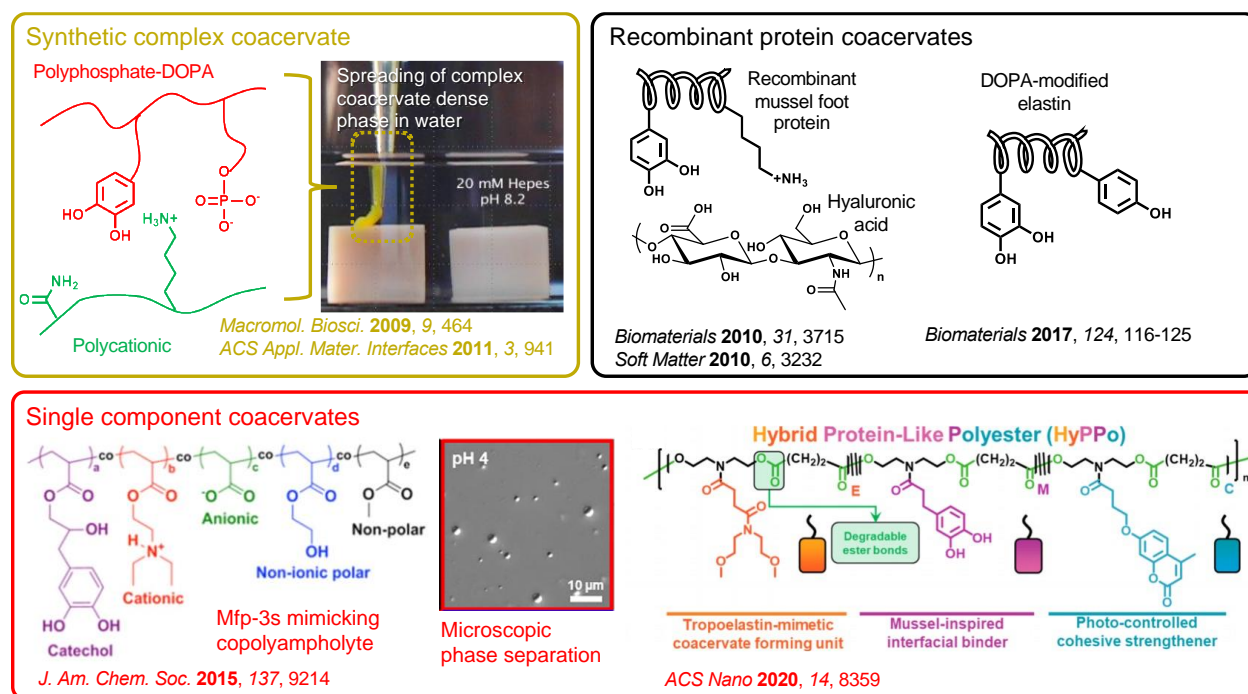 Synthetic complex coacervate
Polyphosphate-DOPA
HO
OH
O
O
P
O-
O-
H₃N+
NH₂
O
Polycationic
Spreading of complex
coacervate dense
phase in water
20 mM Hepes
pH 8.2
Macromol. Biosci. 2009, 9, 464
ACS Appl. Mater. Interfaces 2011, 3, 941
Recombinant protein coacervates
Recombinant
mussel foot
protein
HO
OH
+NH₃
Hyaluronic
acid
O
OH
HO
O
O
HO
OH
O
HO
O
O
NH
O
n
Biomaterials 2010, 31, 3715
Soft Matter 2010, 6, 3232
DOPA-modified
elastin
HO
OH
OH
Biomaterials 2017, 124, 116-125
Single component coacervates
co
co
co
co
a
b
c
d
e
O
O
O
O
-O
O
O
O
O
O
OH
H
N+
OH
HO
OH
Catechol
Cationic
Anionic
Non-ionic polar
Non-polar
Mfp-3s mimicking
copolyampholyte
J. Am. Chem. Soc. 2015, 137, 9214
pH 4
10 µm
Microscopic
phase separation
Hybrid Protein-Like Polyester (HyPPo)
O
N
O
O
(CH₂)₂
O
E
O
N
O
O
(CH₂)₂
O
M
O
N
O
O
(CH₂)₂
O
C
n
O
O
N
O
O
O
OH
OH
O
O
O
O
Degradable
ester bonds
Tropoelastin-mimetic
coacervate forming unit
Mussel-inspired
interfacial binder
Photo-controlled
cohesive strengthener
ACS Nano 2020, 14, 8359